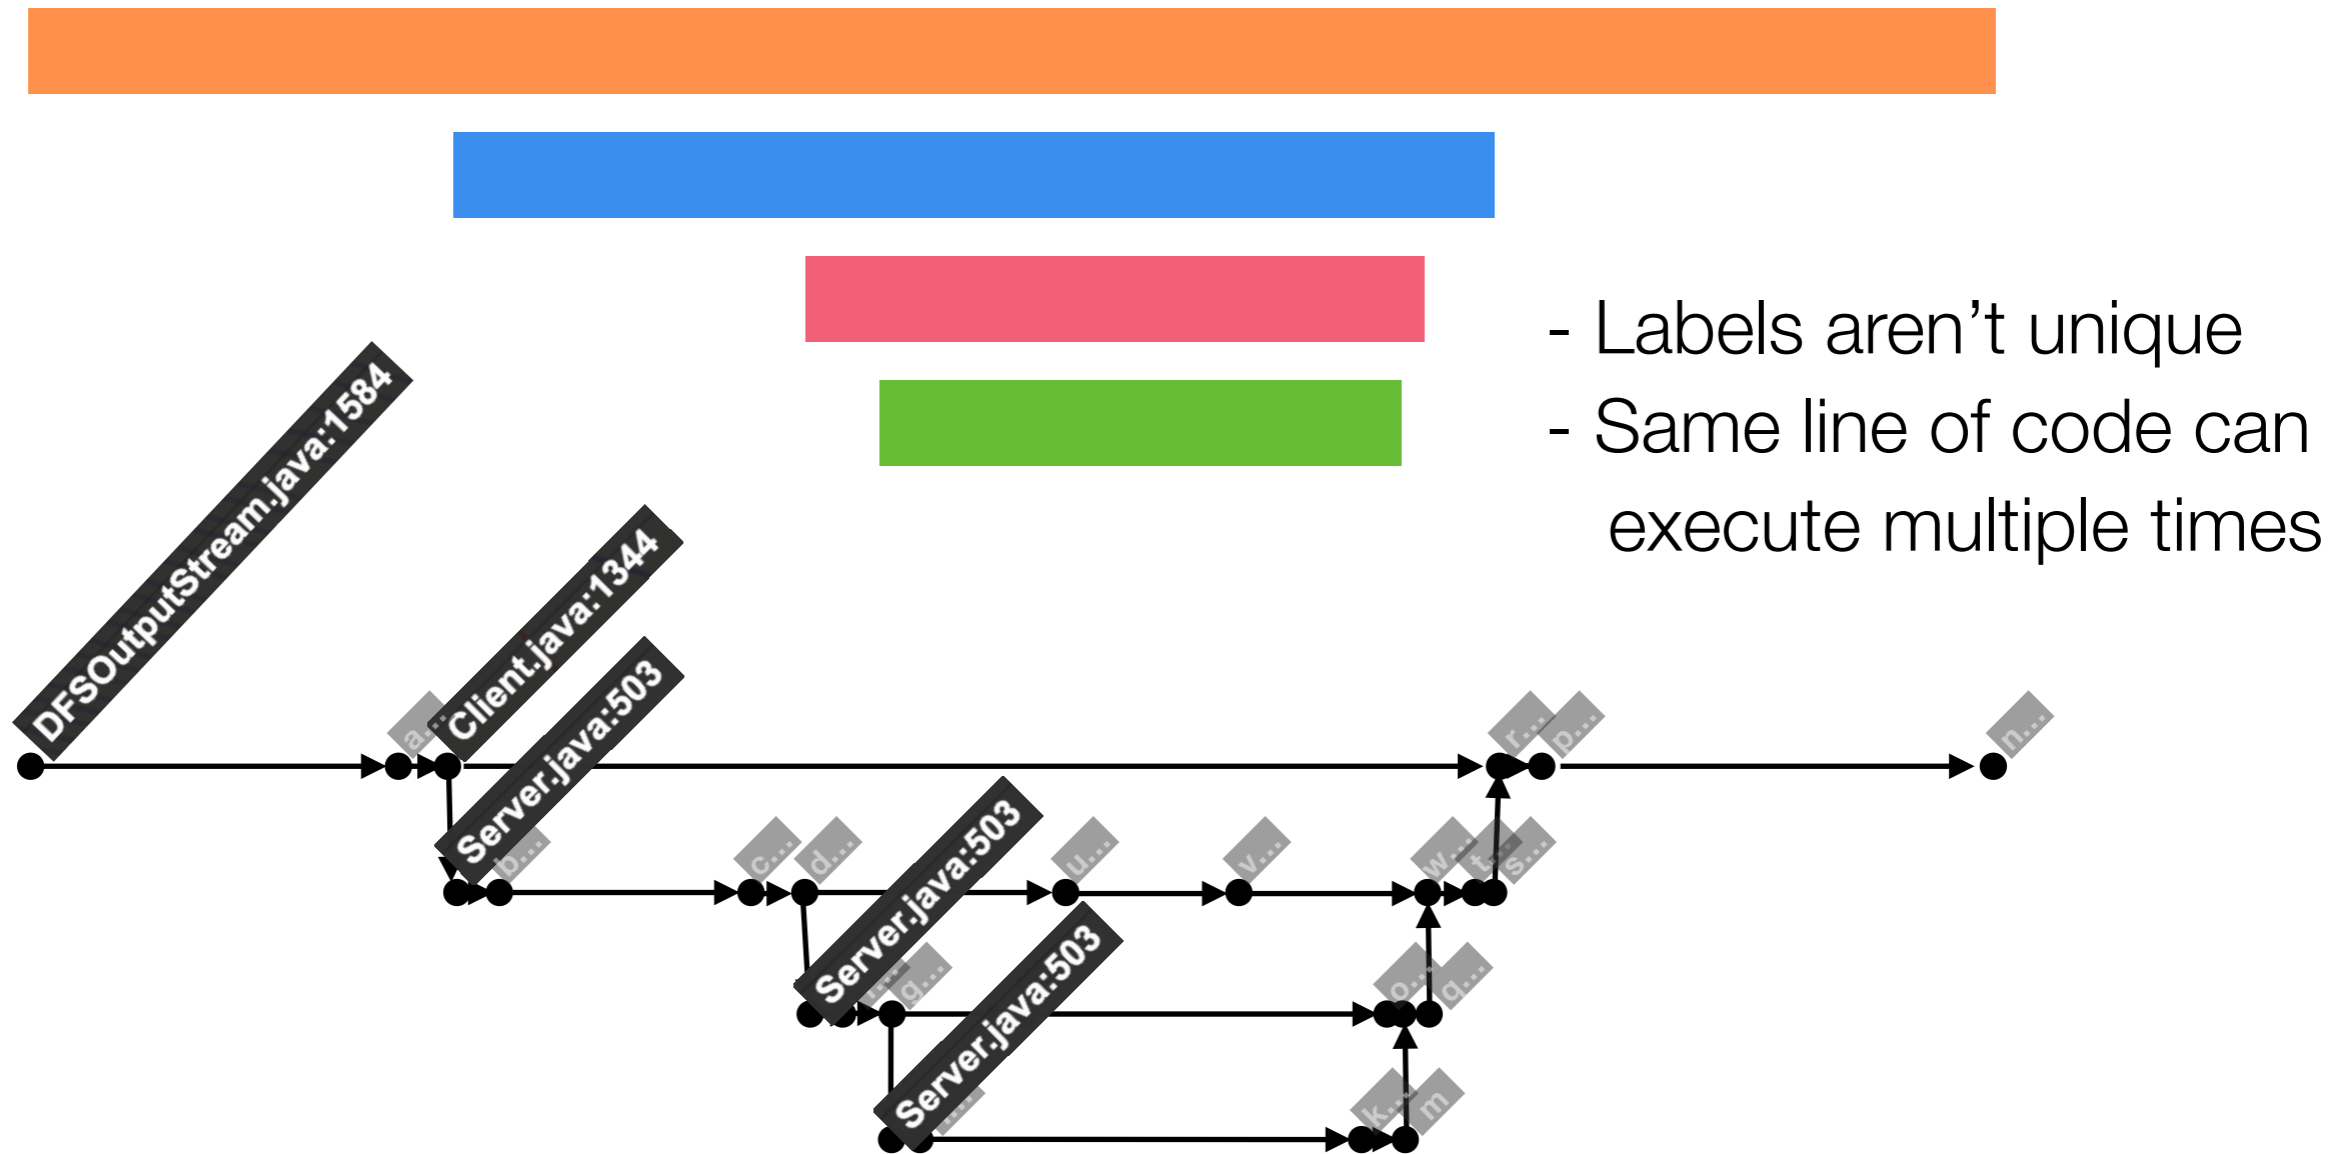 - Labels aren’t unique
- Same line of code can
execute multiple times
DFSOutputStream.java:1584
Client.java:1344
Server.java:503
a...
r...
p...
n...
b...
c...
d...
Server.java:503
u...
v...
w...
t...
s...
g...
Server.java:503
o...
q...
k...
m